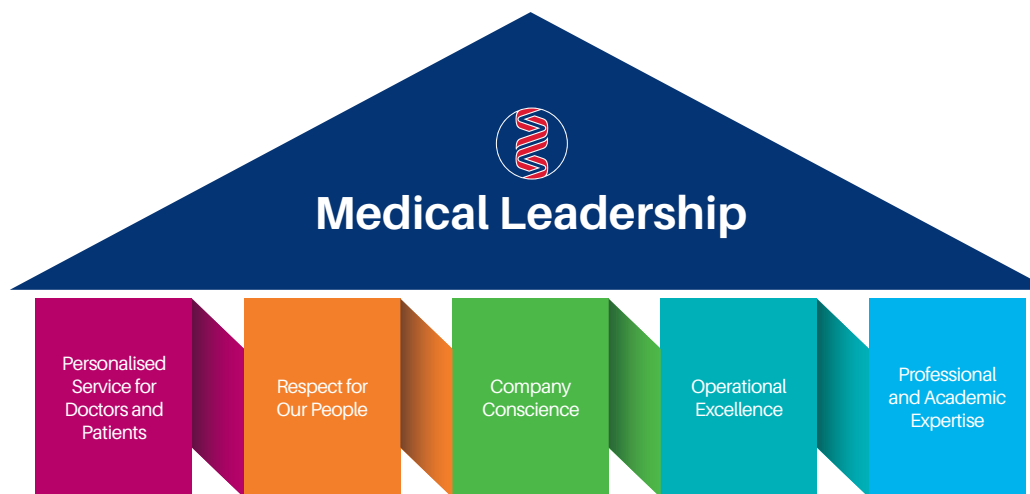 Medical Leadership
Personalised
Service for
Doctors and
Patients
Respect for
Our People
Company
Conscience
Operational
Excellence
Professional
and Academic
Expertise